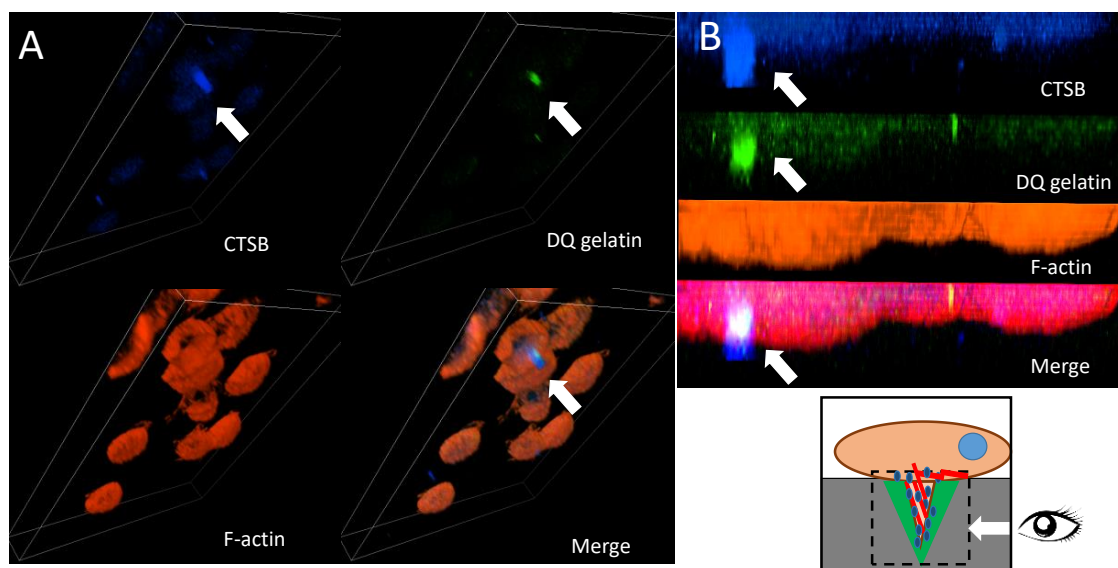 A
CTSB
DQ gelatin
F-actin
Merge
B
CTSB
DQ gelatin
F-actin
Merge